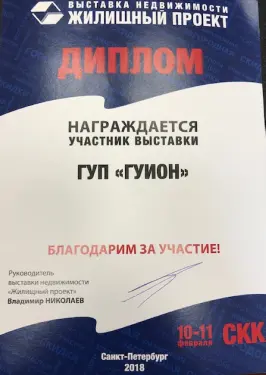 ВЫСТАВКА НЕДВИЖИМОСТИ
ЖИЛИЩНЫЙ ПРОЕКТ
ДИПЛОМ
НАГРАЖДАЕТСЯ
УЧАСТНИК ВЫСТАВКИ
ГУП «ГУИОН»
БЛАГОДАРИМ ЗА УЧАСТИЕ!
Руководитель
выставки недвижимости
«Жилищный проект»
Владимир НИКОЛАЕВ
10-11
февраля
СКК
Санкт-Петербург
2018